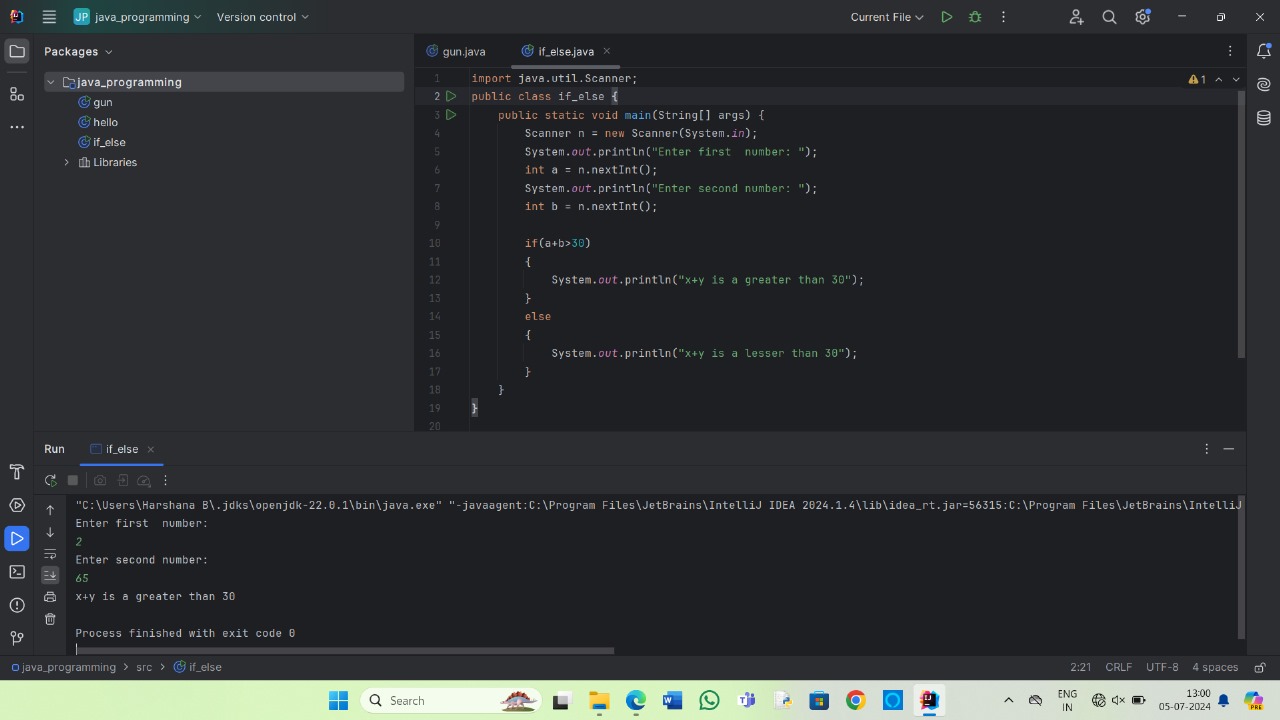 JP java_programming Version control Current File
Packages
gun.java if_else.java
java_programming
gun
hello
if_else
Libraries
1 import java.util.Scanner;
2 public class if_else {
3 public static void main(String[] args) {
4 Scanner n = new Scanner(System.in);
5 System.out.println("Enter first  number: ");
6 int a = n.nextInt();
7 System.out.println("Enter second number: ");
8 int b = n.nextInt();
9
10 if(a+b>30)
11 {
12 System.out.println("x+y is a greater than 30");
13 }
14 else
15 {
16 System.out.println("x+y is a lesser than 30");
17 }
18 }
19 }
20
1
Run if_else
"C:\Users\Harshana B\.jdks\openjdk-22.0.1\bin\java.exe" "-javaagent:C:\Program Files\JetBrains\IntelliJ IDEA 2024.1.4\lib\idea_rt.jar=56315:C:\Program Files\JetBrains\IntelliJ
Enter first  number:
2
Enter second number:
65
x+y is a greater than 30
Process finished with exit code 0
java_programming > src > if_else 2:21 CRLF UTF-8 4 spaces
Search
ENG
IN
13:00
05-07-2024
PRE